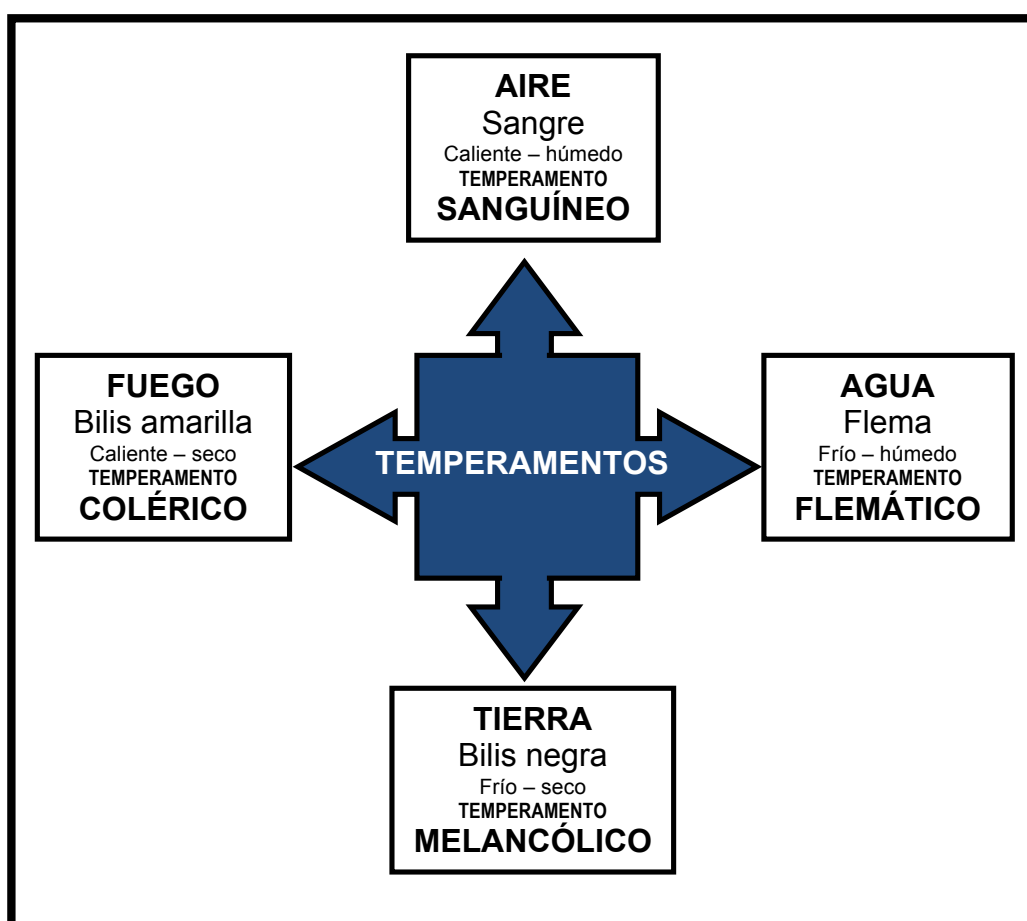 AIRE
Sangre
Caliente – húmedo
TEMPERAMENTO
SANGUÍNEO
FUEGO
Bilis amarilla
Caliente – seco
TEMPERAMENTO
COLÉRICO
TEMPERAMENTOS
AGUA
Flema
Frío – húmedo
TEMPERAMENTO
FLEMÁTICO
TIERRA
Bilis negra
Frío – seco
TEMPERAMENTO
MELANCÓLICO